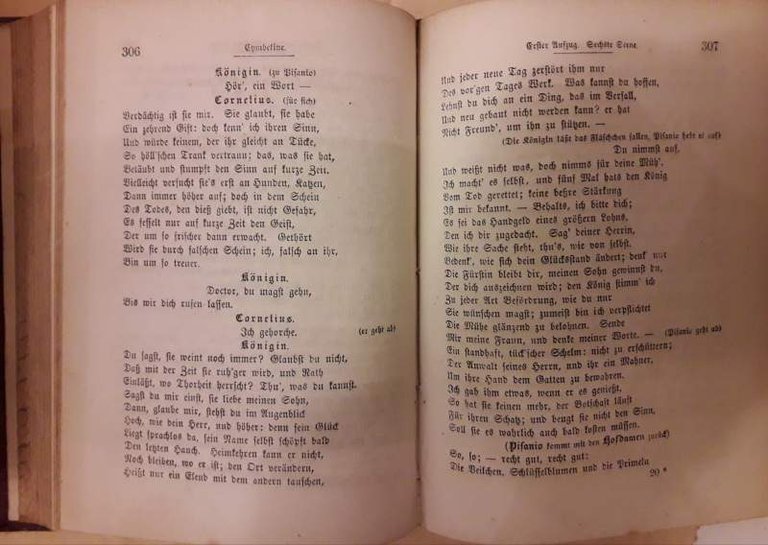 306
Cymbeline.
Königin. (zu Pisanio)
Hör', ein Wort —
Cornelius. (für sich)
Verdächtig ist sie mir. Sie glaubt, sie habe
Ein zehrend Gift: doch kenn' ich ihren Sinn,
Und würde keinem, der ihr gleicht an Tücke,
So höll'schen Trank vertraun; das, was sie hat,
Betäubt und stumpft den Sinn auf kurze Zeit.
Vielleicht versucht sie's erst an Hunden, Katzen,
Dann immer höher auf; doch in dem Schein
Des Todes, den dieß giebt, ist nicht Gefahr,
Es fesselt nur auf kurze Zeit den Geist,
Der um so frischer dann erwacht. Gethört
Wird sie durch falschen Schein; ich, falsch an ihr,
Bin um so treuer.
Königin.
Doctor, du magst gehn,
Bis wir dich rufen lassen.
Cornelius.
Ich gehorche. (er geht ab)
Königin.
Du sagst, sie weint noch immer? Glaubst du nicht,
Daß mit der Zeit sie ruh'ger wird, und Rath
Einläßt, wo Thorheit herrscht? Thu', was du kannst.
Sagst du mir einst, sie liebe meinen Sohn,
Dann, glaube mir, stehst du im Augenblick
Hoch, wie dein Herr, und höher: denn sein Glück
Liegt sprachlos da, sein Name selbst schöpft bald
Den letzten Hauch. Heimkehren kann er nicht,
Noch bleiben, wo er ist; den Ort verändern,
Heißt nur ein Elend mit dem andern tauschen,
Erster Aufzug. Sechste Scene.
307
Und jeder neue Tag zerstört ihm nur
Des vor'gen Tages Werk. Was kannst du hoffen,
Lehnst du dich an ein Ding, das im Verfall,
Und neu gebaut nicht werden kann? er hat
Nicht Freund', um ihn zu stützen. —
(Die Königin läßt das Fläschchen fallen, Pisanio hebt es auf)
Du nimmst auf,
Und weißt nicht was, doch nimms für deine Müh',
Ich macht' es selbst, und fünf Mal hats den König
Vom Tod gerettet; keine beßre Stärkung
Ist mir bekannt. — Behalts, ich bitte dich;
Es sei das Handgeld eines größern Lohns,
Den ich dir zugedacht. Sag' deiner Herrin,
Wie ihre Sache steht, thu's, wie von selbst.
Bedenk', wie sich dein Glücksstand ändert; denk' nur
Die Fürstin bleibt dir, meinen Sohn gewinnst du,
Der dich auszeichnen wird; den König stimm' ich
Zu jeder Art Befördrung, wie du nur
Sie wünschen magst; zumeist bin ich verpflichtet
Die Mühe glänzend zu belohnen. Sende
Mir meine Fraun, und denke meiner Worte. — (Pisanio geht ab)
Ein standhaft, tück'scher Schelm: nicht zu erschüttern;
Der Anwalt seines Herrn, und ihr ein Mahner,
Um ihre Hand dem Gatten zu bewahren.
Ich gab ihm etwas, wenn er es genießt,
So hat sie keinen mehr, der Botschaft läuft
Für ihren Schatz; und beugt sie nicht den Sinn,
Soll sie es wahrlich auch bald kosten müssen.
(Pisanio kommt mit den Hofdamen zurück)
So, so; — recht gut, recht gut:
Die Veilchen, Schlüsselblumen und die Primeln
20 *